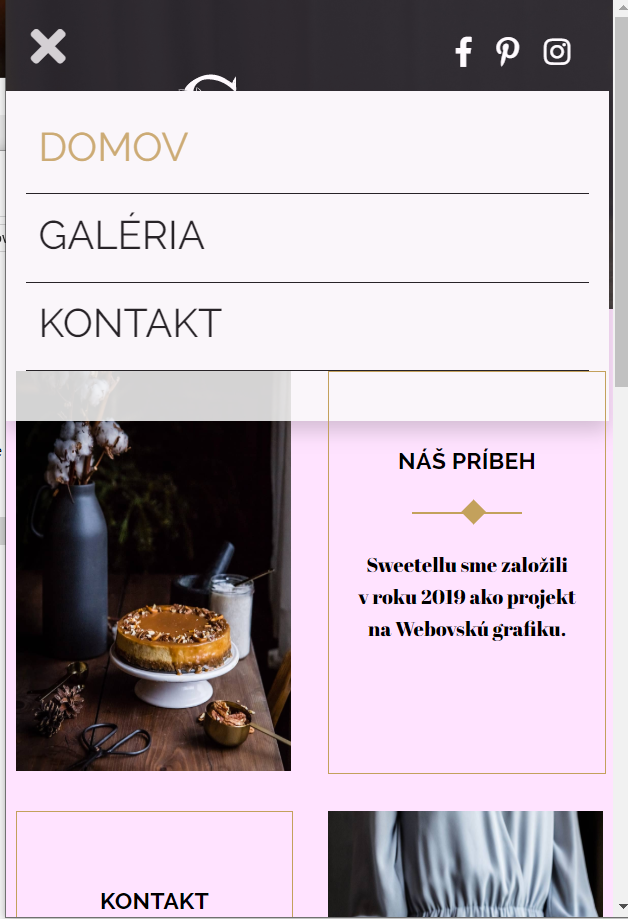 DOMOV
GALÉRIA
KONTAKT
NÁŠ PRÍBEH
Sweetellu sme založili
v roku 2019 ako projekt
na Webovskú grafiku.
KONTAKT